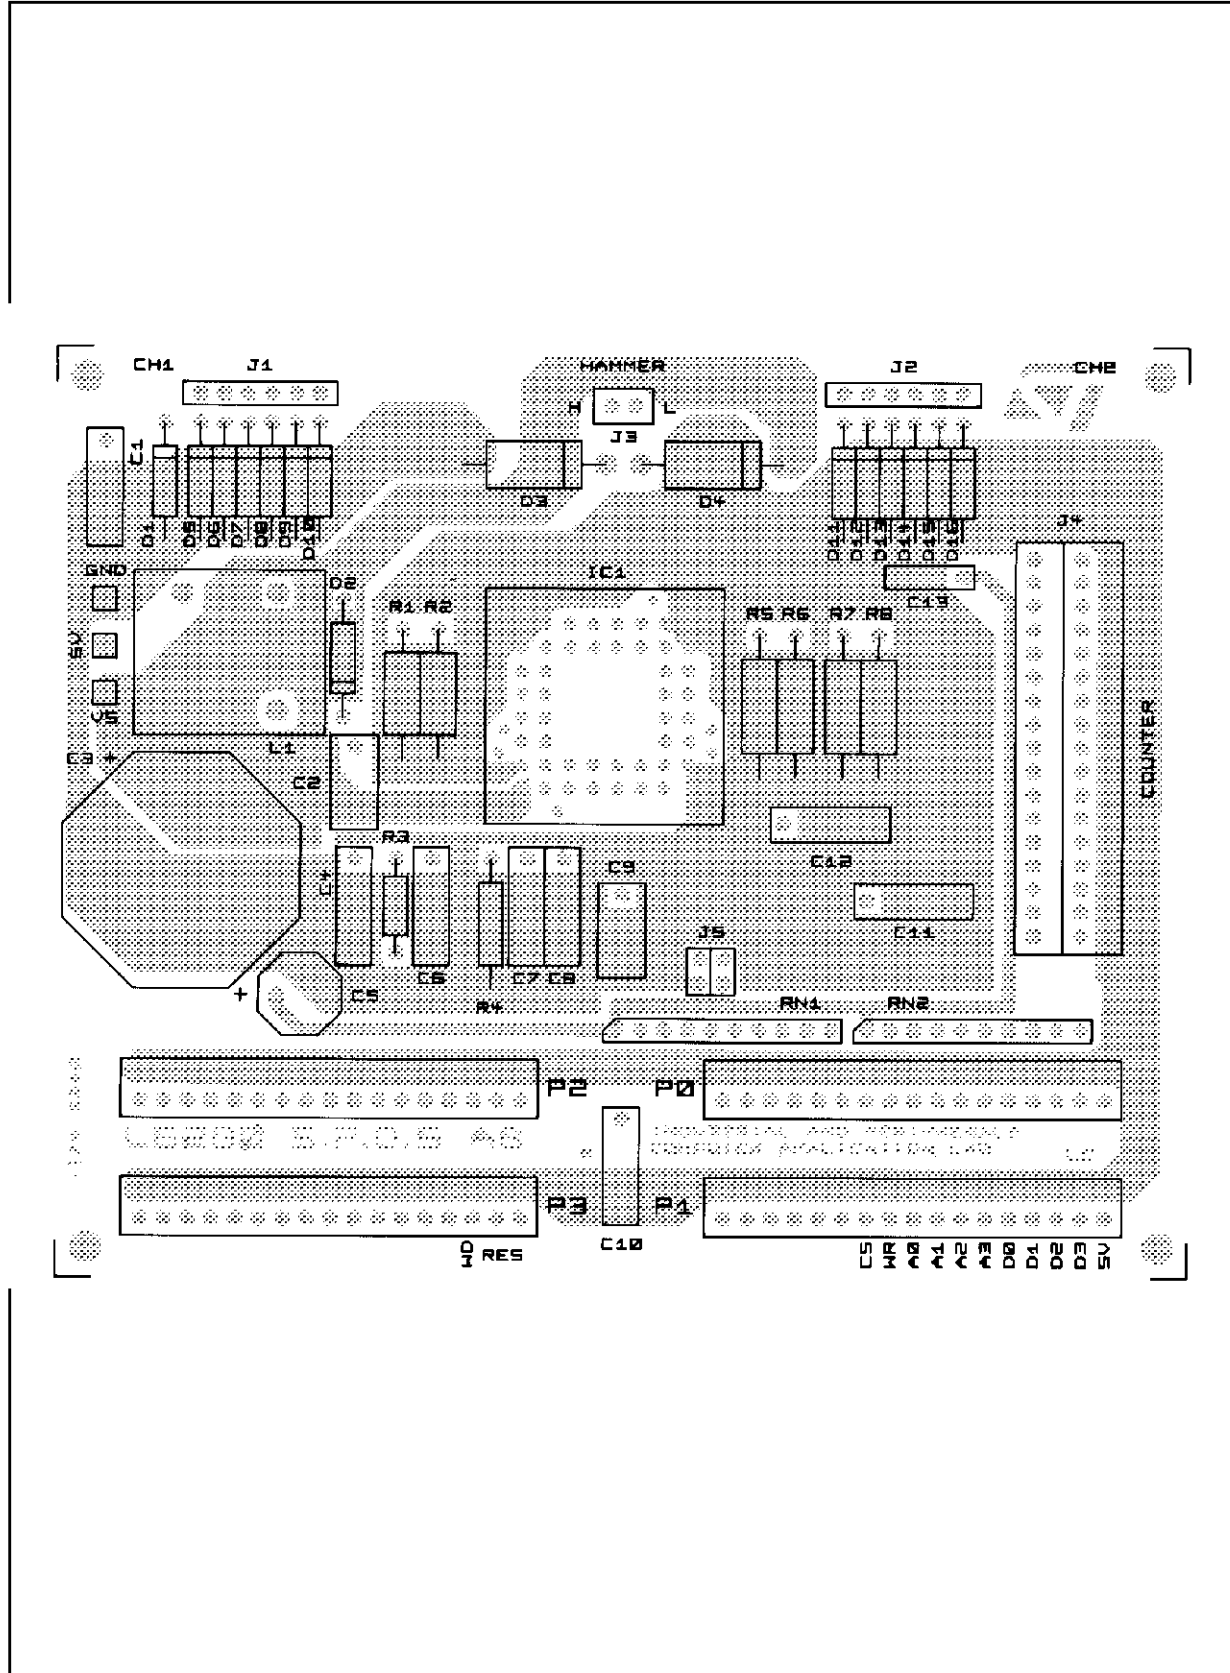 CH1
J1
HAMMER
J2
CH2
H
L
J3
C1
D3
D4
J4
D1
D5
D6
D7
D8
D9
D10
D11
D12
D13
D14
D15
D16
GND
D2
IC1
C13
R1 R2
R5 R6
R7 R8
5V
VS
L1
C3 +
C2
COUNTER
R3
C12
C4
C9
C11
J5
C6
C7 C8
+
C5
R4
RN1
RN2
P2
P0
P3
P1
WD
RES
C10
CS
WR
A0
A1
A2
A3
D0
D1
D2
D3
5V